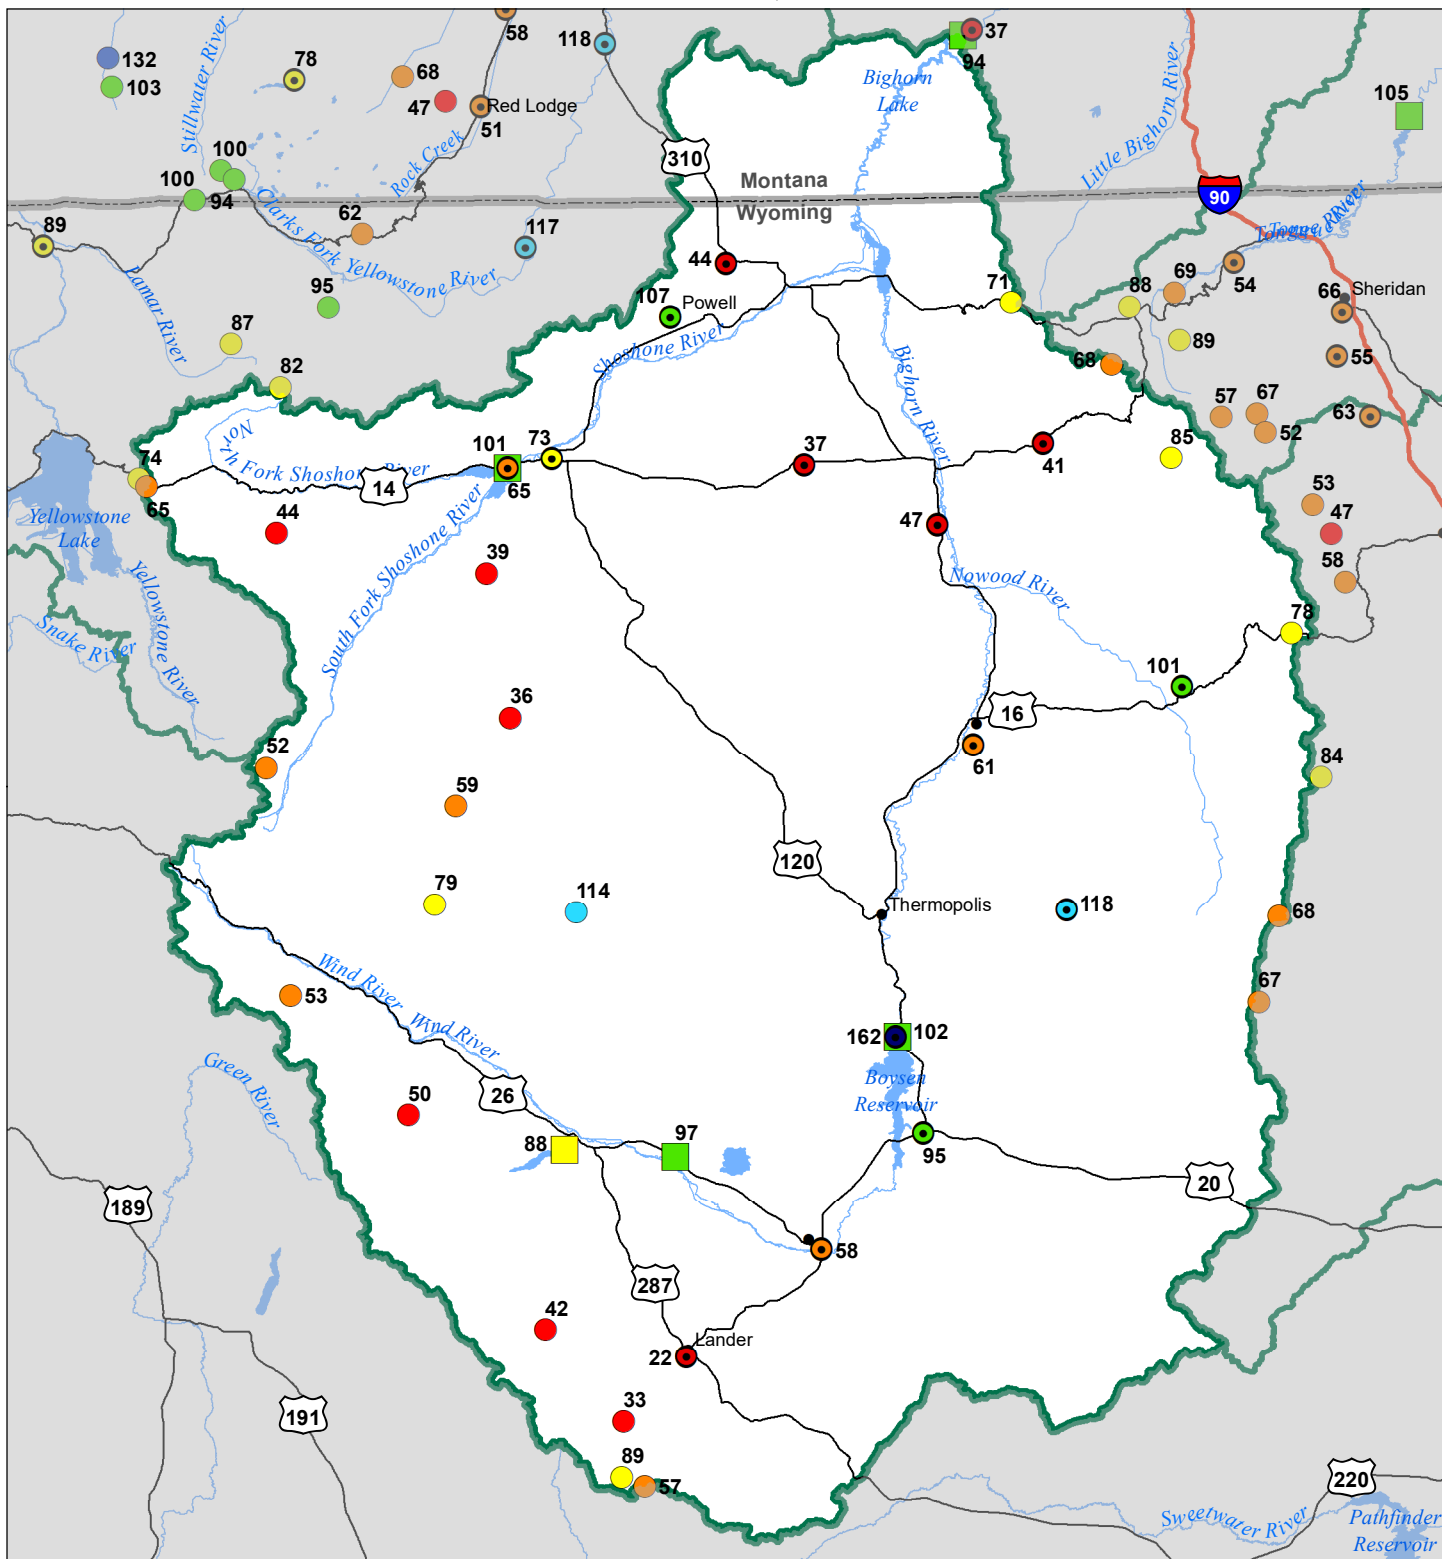 58
118
37
94
132
103
78
68
47
Red Lodge
51
Stillwater River
Bighorn
Lake
Little Bighorn River
105
310
Rock Creek
100
100
94
Montana
Wyoming
90
Clarks Fork Yellowstone River
62
117
89
Tongue River
Tongue River
44
Lamar River
95
107
Powell
71
88
69
54
66
Sheridan
87
Shoshone River
Bighorn River
89
55
82
68
57
67
52
63
North Fork Shoshone River
74
65
14
101
65
73
37
41
85
Yellowstone
Lake
44
39
47
53
47
58
South Fork Shoshone River
Yellowstone River
Snake River
Nowood River
78
101
36
16
61
52
84
59
120
79
114
Thermopolis
118
68
53
Wind River
Wind River
67
162
102
Green River
Boysen
Reservoir
50
26
88
97
95
20
189
58
287
42
Lander
22
191
33
89
57
220
Sweetwater River
Pathfinder
Reservoir